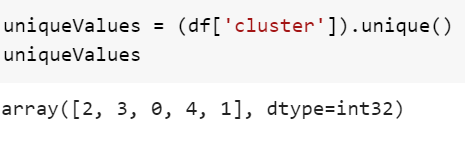 uniqueValues = (df['cluster']).unique()
uniqueValues
array([2, 3, 0, 4, 1], dtype=int32)